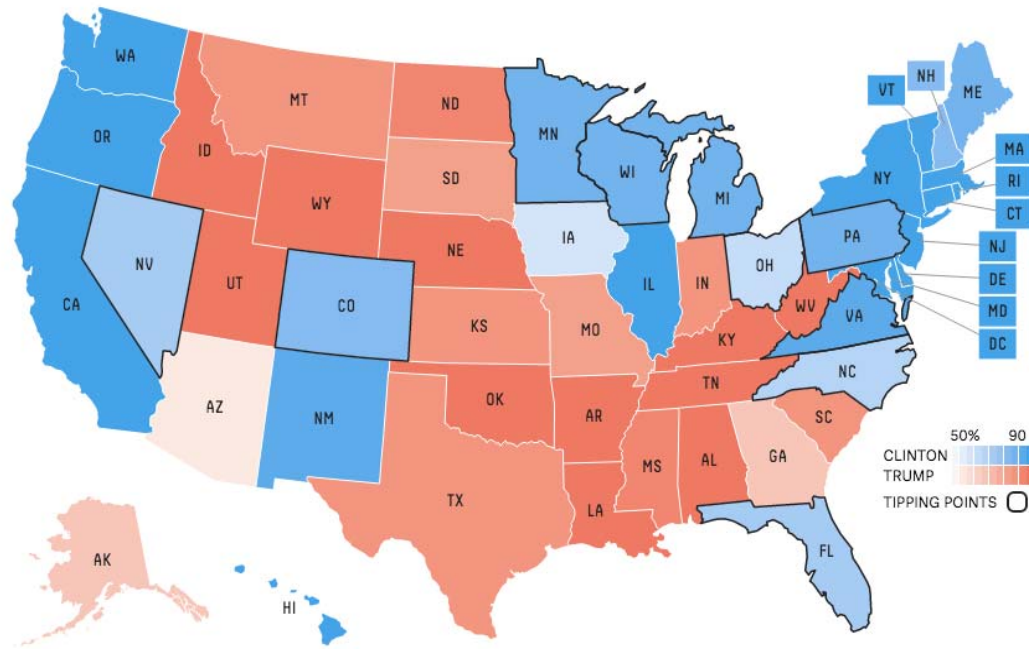 WA
MT
ND
MN
VT
NH
ME
OR
ID
SD
WI
MI
NY
MA
RI
CT
WY
IA
PA
NE
OH
NJ
NV
UT
CO
IL
IN
DE
CA
KS
MO
WV
VA
MD
KY
DC
NC
AZ
NM
OK
AR
TN
SC
MS
AL
GA
50% 90
CLINTON
TRUMP
TIPPING POINTS
TX
LA
FL
AK
HI